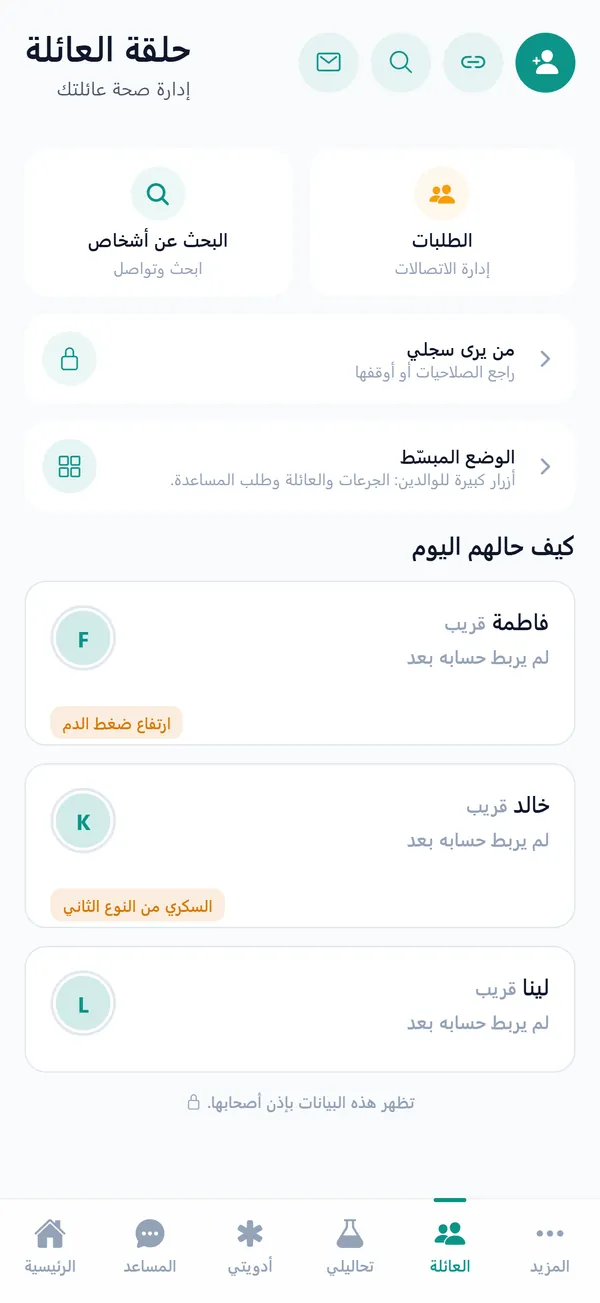 حلقة العائلة
إدارة صحة عائلتك
الطلبات
إدارة الاتصالات
البحث عن أشخاص
ابحث وتواصل
من يرى سجلي
راجع الصلاحيات أو أوقفها
الوضع المبسّط
أزرار كبيرة للوالدين: الجرعات والعائلة وطلب المساعدة.
كيف حالهم اليوم
فاطمة قريب
لم يربط حسابه بعد
F
ارتفاع ضغط الدم
خالد قريب
لم يربط حسابه بعد
K
السكري من النوع الثاني
لينا قريب
لم يربط حسابه بعد
L
تظهر هذه البيانات بإذن أصحابها.
المزيد
العائلة
تحاليلي
أدويتي
المساعد
الرئيسية